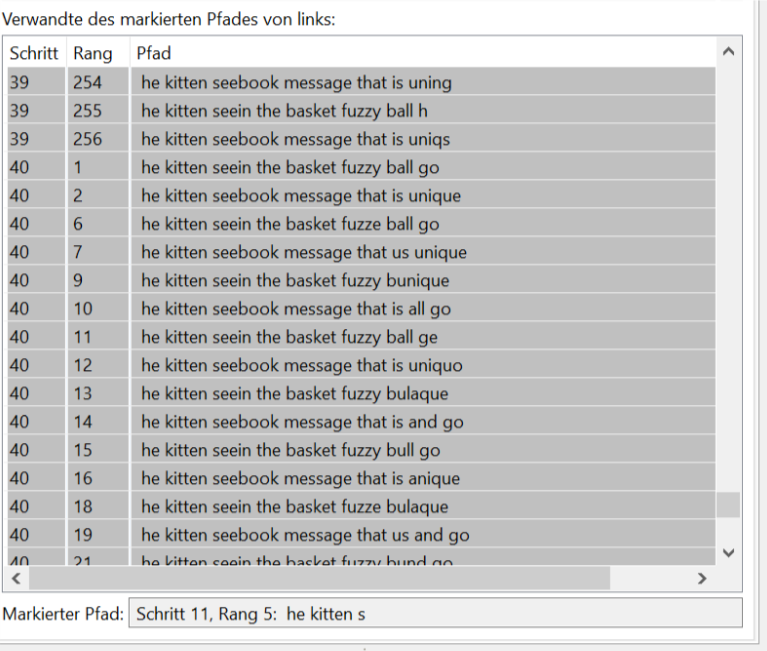 Verwandte des markierten Pfades von links:
Schritt Rang Pfad
39 254 he kitten seebook message that is uning
39 255 he kitten seein the basket fuzzy ball h
39 256 he kitten seebook message that is uniqs
40 1 he kitten seein the basket fuzzy ball go
40 2 he kitten seebook message that is unique
40 6 he kitten seein the basket fuzze ball go
40 7 he kitten seebook message that us unique
40 9 he kitten seein the basket fuzzy bunique
40 10 he kitten seebook message that is all go
40 11 he kitten seein the basket fuzzy ball ge
40 12 he kitten seebook message that is uniquo
40 13 he kitten seein the basket fuzzy bulaque
40 14 he kitten seebook message that is and go
40 15 he kitten seein the basket fuzzy bull go
40 16 he kitten seebook message that is anique
40 18 he kitten seein the basket fuzze bulaque
40 19 he kitten seebook message that us and go
40 21 he kitten seein the basket fuzzy bund go
Markierter Pfad: Schritt 11, Rang 5: he kitten s